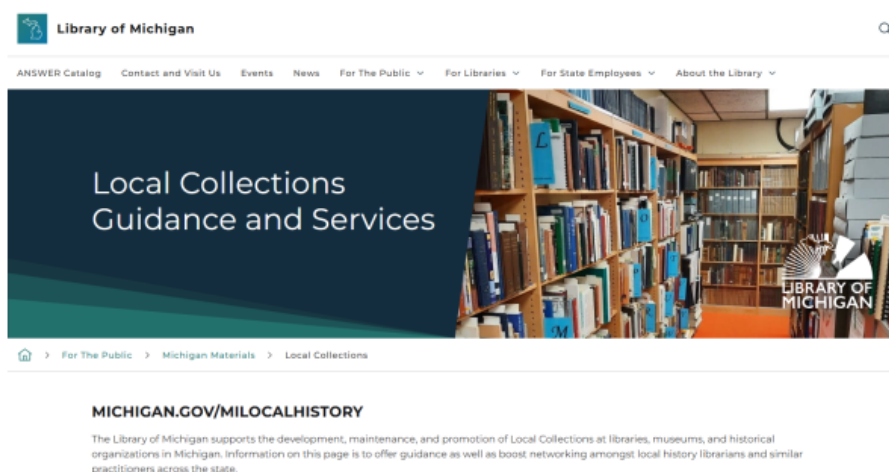 Library of Michigan
ANSWER Catalog Contact and Visit Us Events News For The Public For Libraries For State Employees About the Library
Local Collections
Guidance and Services
L
M
LIBRARY OF
MICHIGAN
For The Public > Michigan Materials > Local Collections
MICHIGAN.GOV/MILOCALHISTORY
The Library of Michigan supports the development, maintenance, and promotion of Local Collections at libraries, museums, and historical
organizations in Michigan. Information on this page is to offer guidance as well as boost networking amongst local history librarians and similar
practitioners across the state.